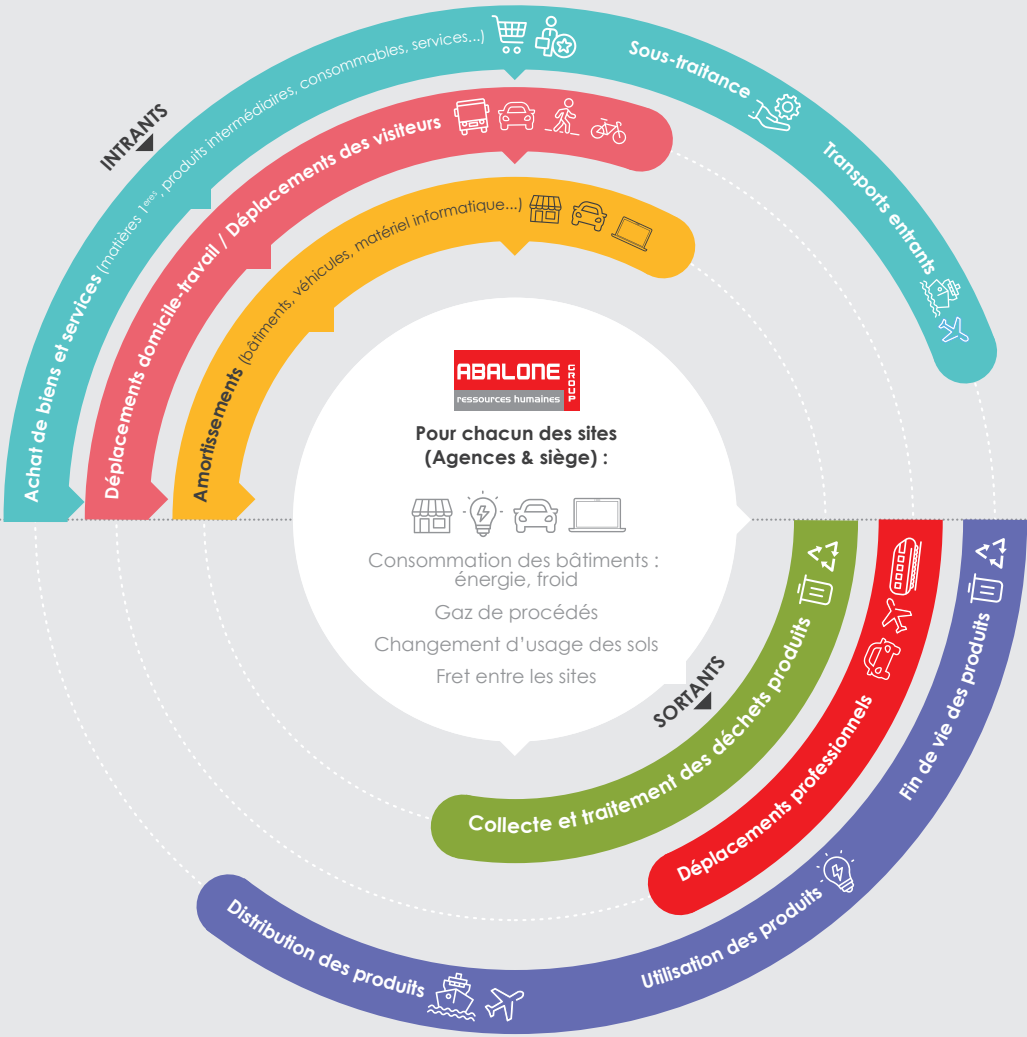 INTRANTS
Achat de biens et services (matières 1ères, produits intermédiaires, consommables, services...)
Sous-traitance
Transports entrants
Déplacements domicile-travail / Déplacements des visiteurs
Amortissements (bâtiments, véhicules, matériel informatique...)
ABALONE
GROUP
ressources humaines
Pour chacun des sites
(Agences & siège) :
Consommation des bâtiments :
énergie, froid
Gaz de procédés
Changement d'usage des sols
Fret entre les sites
SORTANTS
Collecte et traitement des déchets produits
Déplacements professionnels
Fin de vie des produits
Utilisation des produits
Distribution des produits